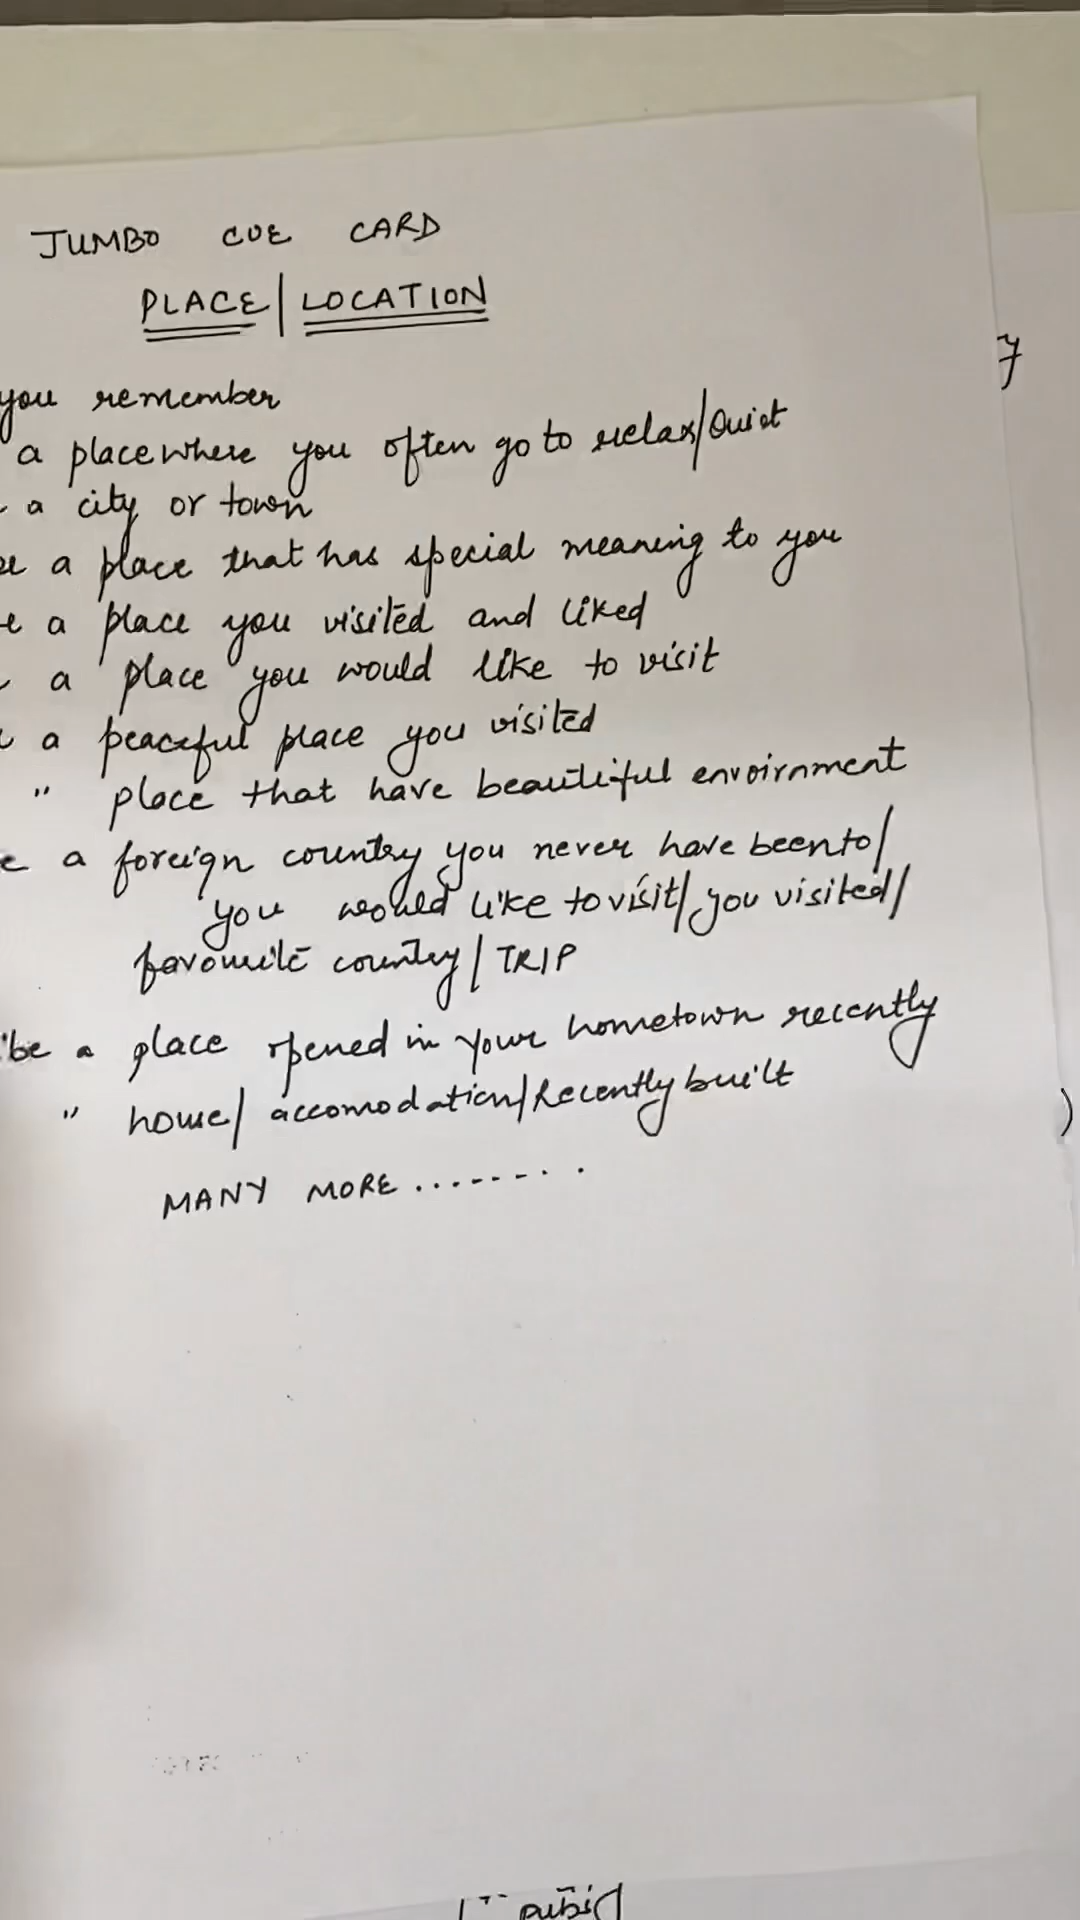 JUMBO CUE CARD
PLACE/LOCATION
you remember
a place where you often go to relax/Quiet
a city or town
a place that has special meaning to you
a place you visited and liked
a place you would like to visit
a peaceful place you visited
" place that have beautiful envoirnment
a foreign country you never have been to/
you would like to visit/you visited/
favourite country/TRIP
be a place opened in your hometown recently
" house/accomodation/Recently built
MANY MORE ........